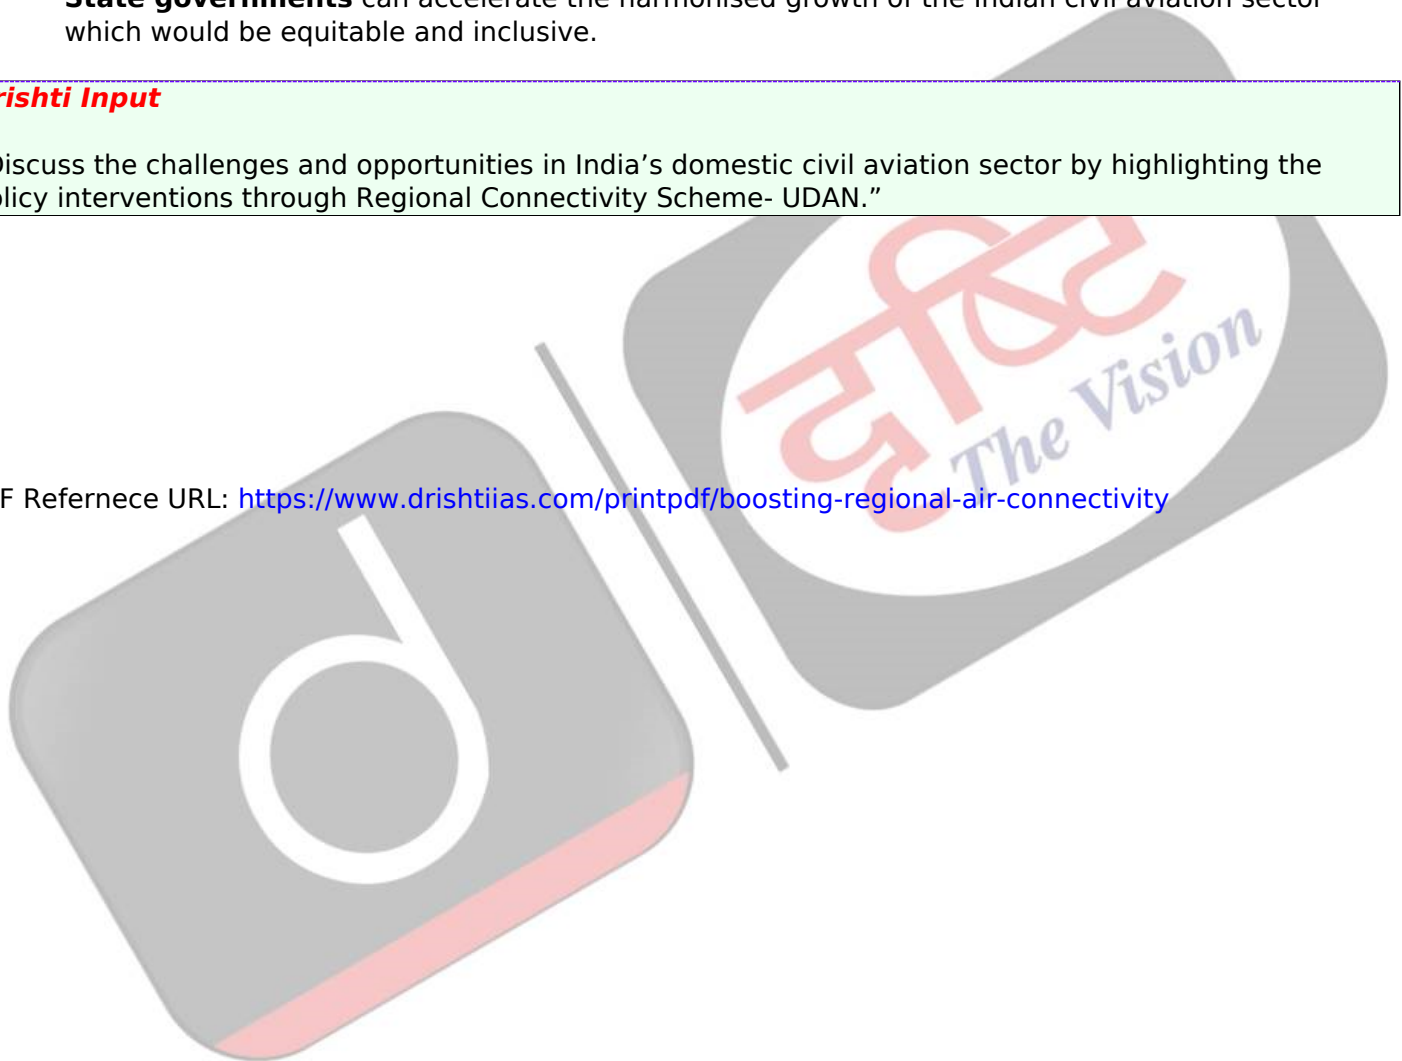 State governments can accelerate the harmonised growth of the Indian civil aviation sector
which would be equitable and inclusive.
rishti Input
Discuss the challenges and opportunities in India’s domestic civil aviation sector by highlighting the
olicy interventions through Regional Connectivity Scheme- UDAN.”
F Refernece URL: https://www.drishtiias.com/printpdf/boosting-regional-air-connectivity
दृष्टि
The Vision
d